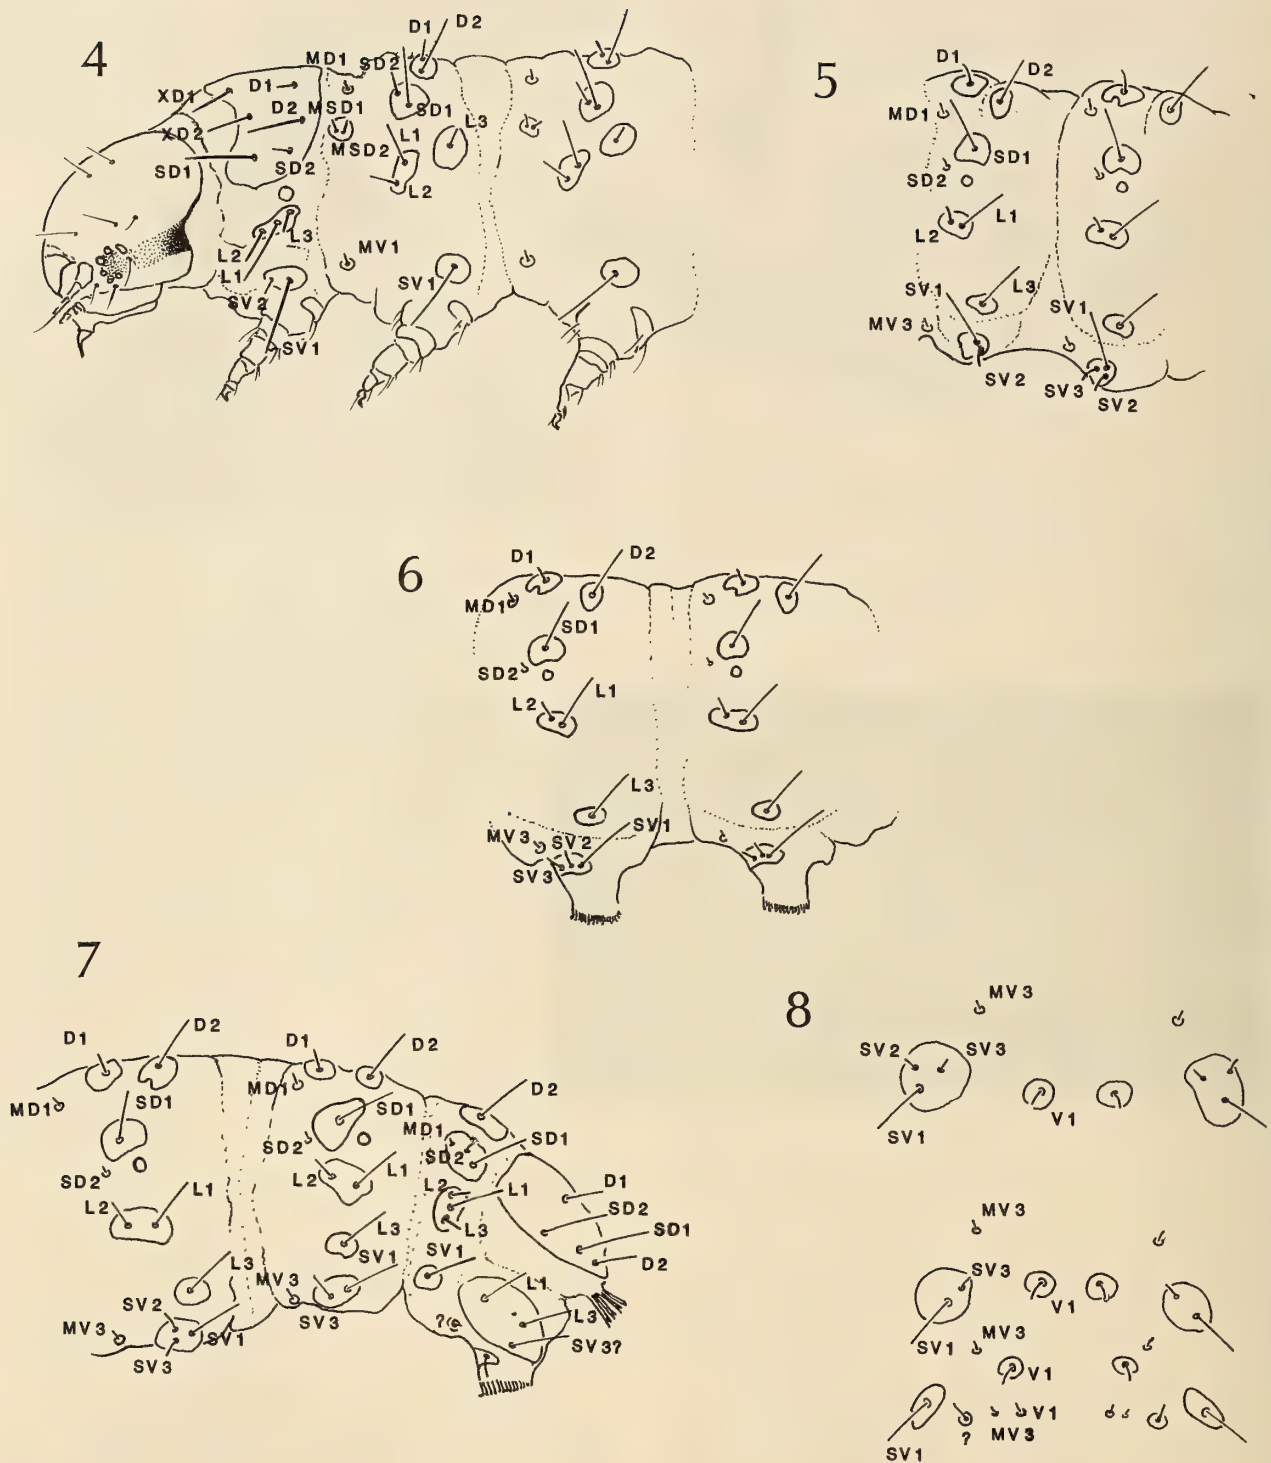 4
D1 D2
MD1 SD2
XD1 D1
D2 MSD1 SD1 L3
XD2 L1
MSD2
SD1 SD2
L2
L3
L2
L1
MV1
SV2 SV1
SV1
5
D1 D2
MD1
SD1
SD2
L1
L2
SV1 L3 SV1
MV3
SV2 SV3
SV2
6
D1 D2
MD1
SD1
SD2
L2 L1
L3
SV1
MV3 SV2
SV3
7
D1 D2 D1 D2
MD1 MD1
SD1 SD1 D2
MD1
SD2 SD2 SD1
SD2 L2 L1 L2 L1 D1
L2 L1 L3 L3 SD2
SV1 SV1 SD1
L3 D2
MV3 L1
SV2 SV1 SV3 L3
MV3 ? SV3?
SV3
8
MV3
SV2 SV3
SV1 V1
MV3
SV3
V1
SV1 MV3
V1
V1
? MV3
SV1